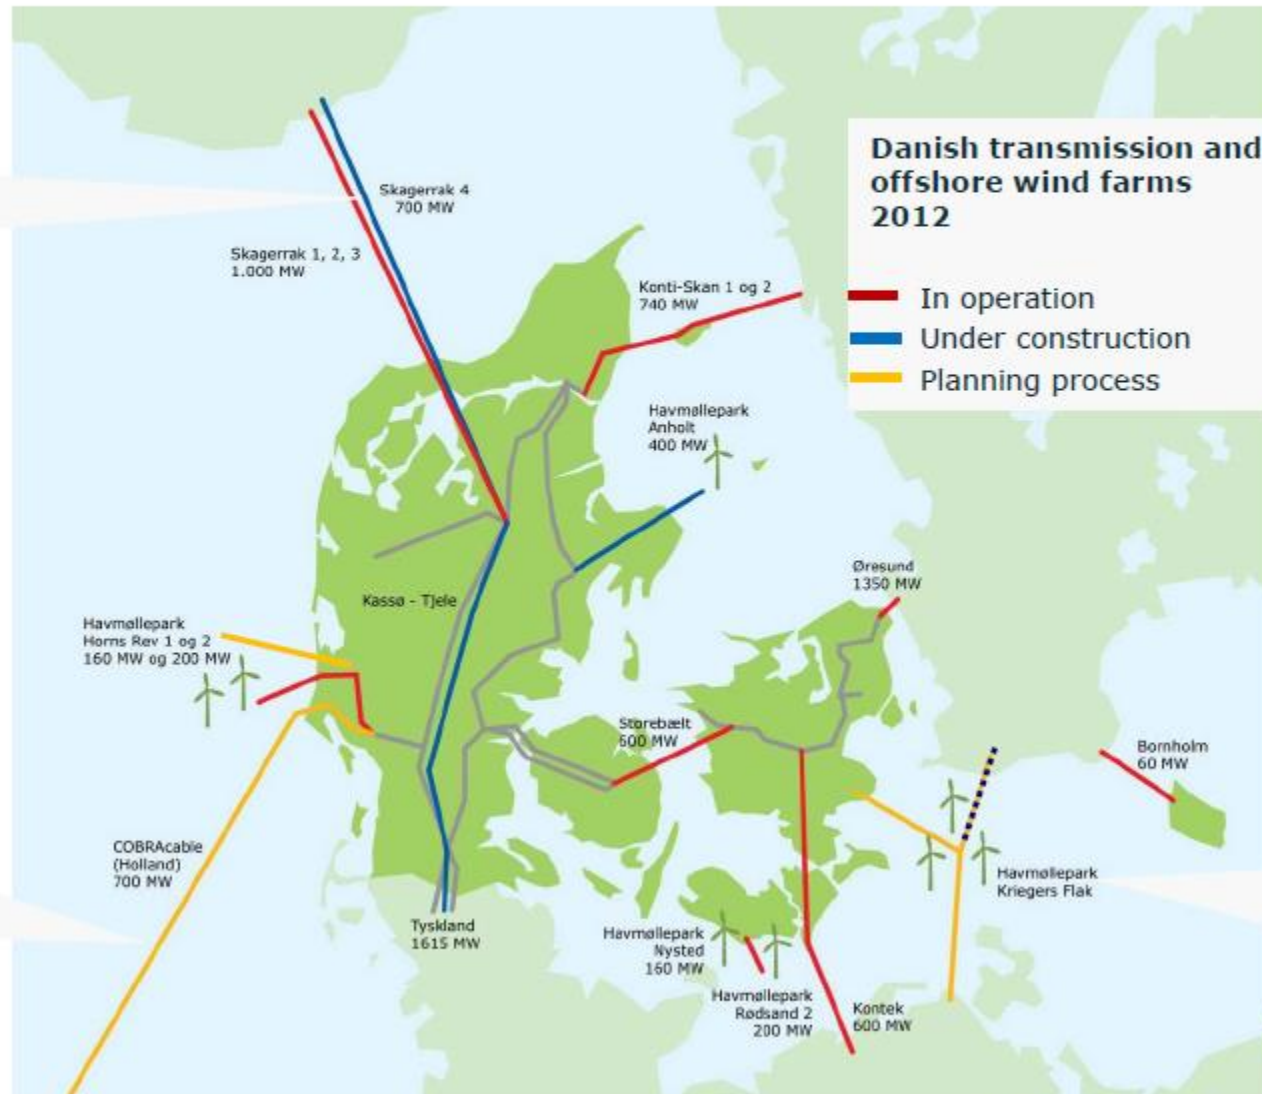 Danish transmission and
offshore wind farms
2012
In operation
Under construction
Planning process
Skagerrak 4
700 MW
Skagerrak 1, 2, 3
1.000 MW
Konti-Skan 1 og 2
740 MW
Havmøllepark
Anholt
400 MW
Øresund
1350 MW
Kassø - Tjele
Havmøllepark
Horns Rev 1 og 2
160 MW og 200 MW
Storebælt
600 MW
Bornholm
60 MW
COBRAcable
(Holland)
700 MW
Havmøllepark
Kriegers Flak
Tyskland
1615 MW
Havmøllepark
Nysted
160 MW
Havmøllepark
Rødsand 2
200 MW
Kontek
600 MW